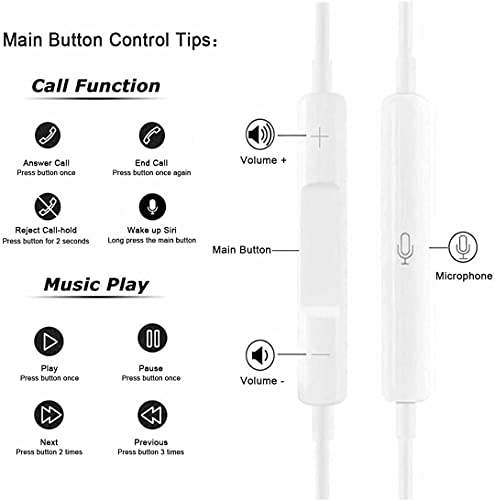 Main Button Control Tips:
Call Function
Answer Call
Press button once
End Call
Press button once again
Reject Call-hold
Press button for 2 seconds
Wake up Siri
Long press the main button
Music Play
Play
Press button once
Pause
Press button once
Next
Press button 2 times
Previous
Press button 3 times
+
Volume +
Main Button
Volume -
Microphone